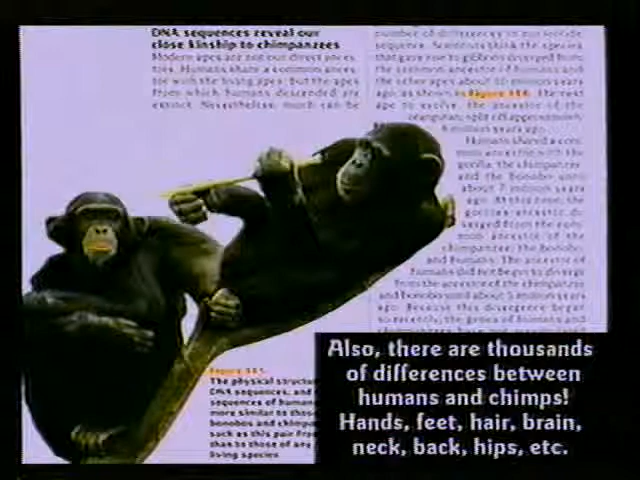 DNA sequences reveal our
close kinship to chimpanzees
Modern apes are not our direct ances-
tors. Humans share a common ances-
tor with the living apes. But the apes
from which humans descended are
extinct. Nevertheless, much can be
number of differences in
sequence. Scientists think the species
that gave rise to gibbons diverged from
the common ancestor of humans and
the other apes about
ago, as shown in Figure The next
ape to evolve, the ancestor of the
orangutan, split off approximately
million years ago.
Humans shared a com-
mon ancestor with the
gorilla, the chimpanzee
and the bonobo until
about 7 million years
ago. At this time, the
gorilla's ancestor di-
verged from the com-
mon ancestor of the
chimpanzee, the bonobo
and humans. The ancestor of
humans did not begin to diverge
from the ancestor of the chimpanzee
and bonobo until about 5 million years
ago. Because this divergence began
so recently, the genes of humans and
Figure
The physical
DNA sequences, and
sequences of human
more similar to those
bonobos and chimp
such as this pair
than to those of any
living species
Also, there are thousands
of differences between
humans and chimps!
Hands, feet, hair, brain,
neck, back, hips, etc.